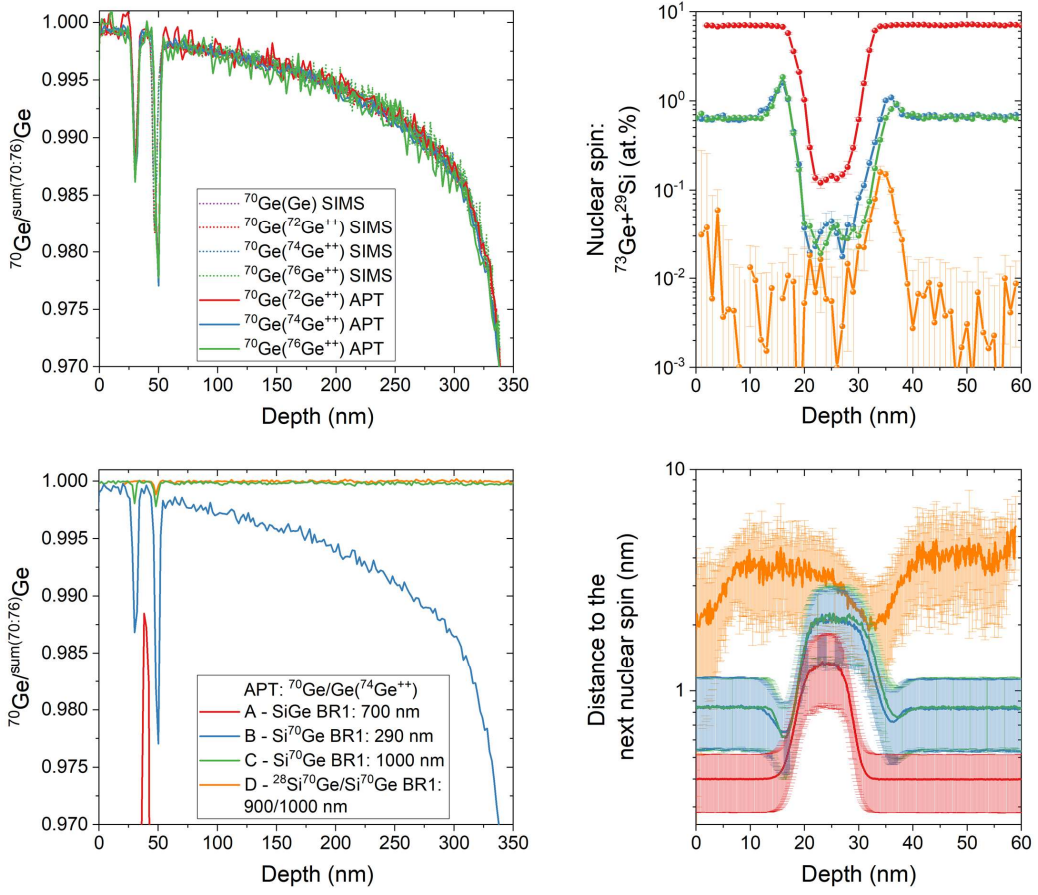 1.000
0.995
0.990
0.985
0.980
0.975
0.970
⁷⁰Ge/ˢᵘᵐ⁽⁷⁰:⁷⁶⁾Ge
⁷⁰Ge(Ge) SIMS
⁷⁰Ge(⁷²Ge⁺⁺) SIMS
⁷⁰Ge(⁷⁴Ge⁺⁺) SIMS
⁷⁰Ge(⁷⁶Ge⁺⁺) SIMS
⁷⁰Ge(⁷²Ge⁺⁺) APT
⁷⁰Ge(⁷⁴Ge⁺⁺) APT
⁷⁰Ge(⁷⁶Ge⁺⁺) APT
0 50 100 150 200 250 300 350
Depth (nm)
10¹
10⁰
10⁻¹
10⁻²
10⁻³
Nuclear spin:
⁷³Ge+²⁹Si (at.%)
0 10 20 30 40 50 60
Depth (nm)
1.000
0.995
0.990
0.985
0.980
0.975
0.970
⁷⁰Ge/ˢᵘᵐ⁽⁷⁰:⁷⁶⁾Ge
APT: ⁷⁰Ge/Ge(⁷⁴Ge⁺⁺)
A - SiGe BR1: 700 nm
B - Si⁷⁰Ge BR1: 290 nm
C - Si⁷⁰Ge BR1: 1000 nm
D - ²⁸Si⁷⁰Ge/Si⁷⁰Ge BR1:
900/1000 nm
0 50 100 150 200 250 300 350
Depth (nm)
10
1
Distance to the
next nuclear spin (nm)
0 10 20 30 40 50 60
Depth (nm)